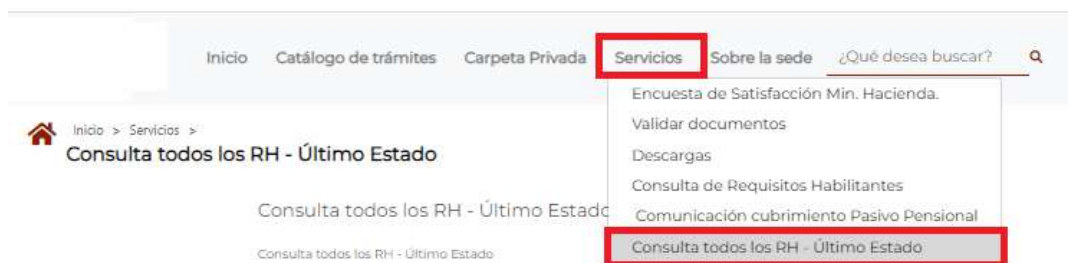 Inicio Catálogo de trámites Carpeta Privada Servicios Sobre la sede ¿Qué desea buscar?
Encuesta de Satisfacción Min. Hacienda.
Validar documentos
Descargas
Consulta de Requisitos Habilitantes
Comunicación cubrimiento Pasivo Pensional
Consulta todos los RH - Último Estado
Inicio > Servicios >
Consulta todos los RH - Último Estado
Consulta todos los RH - Último Estado
Consulta todos los RH - Último Estado